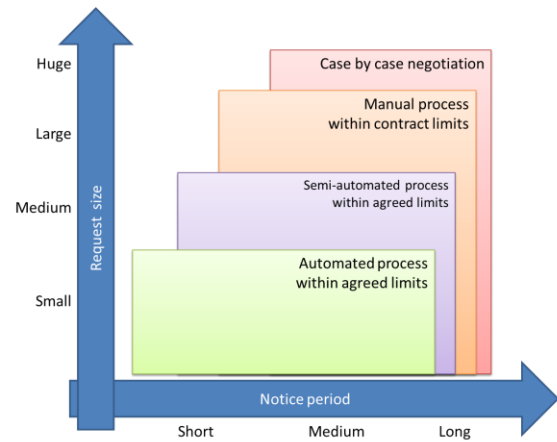 Huge
Case by case negotiation
Manual process
within contract limits
Large
Semi-automated process
within agreed limits
Medium
Request size
Automated process
within agreed limits
Small
Notice period
Short
Medium
Long